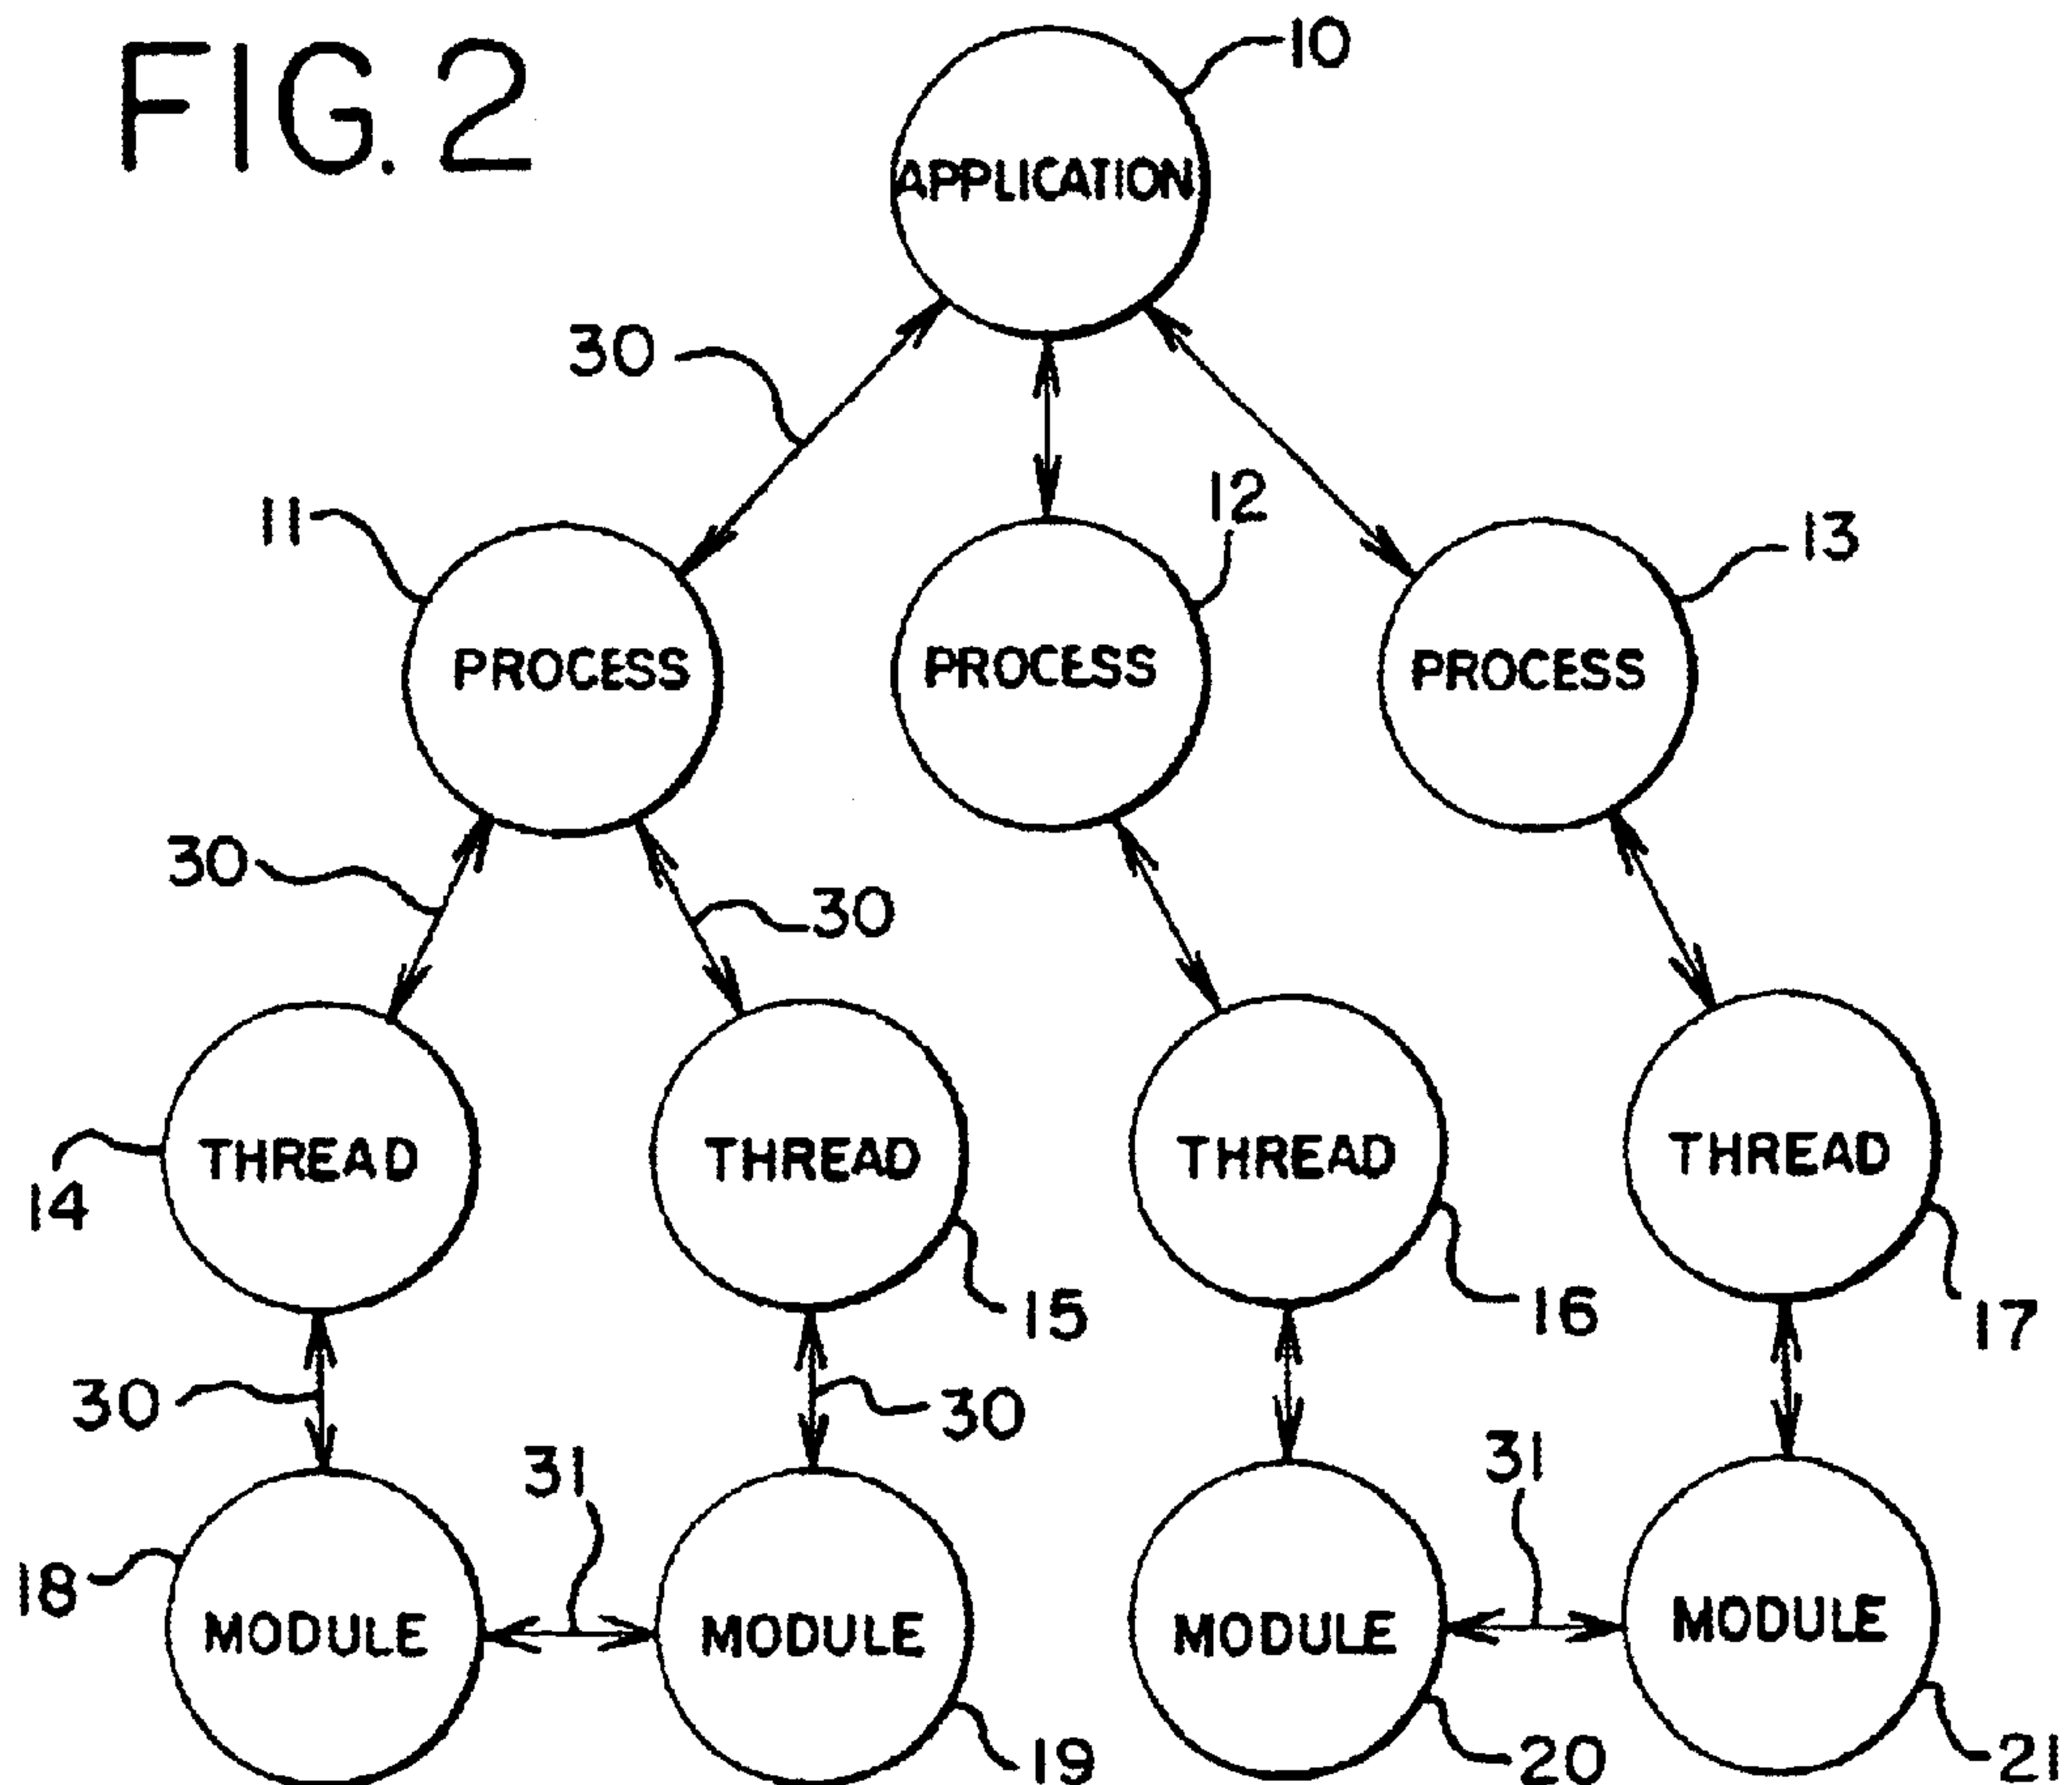 FIG. 2
10
APPLICATION
30
12
11
13
PROCESS
PROCESS
PROCESS
30
30
THREAD
THREAD
THREAD
THREAD
14
15
16
17
30
30
31
31
18
MODULE
MODULE
MODULE
MODULE
19
20
21